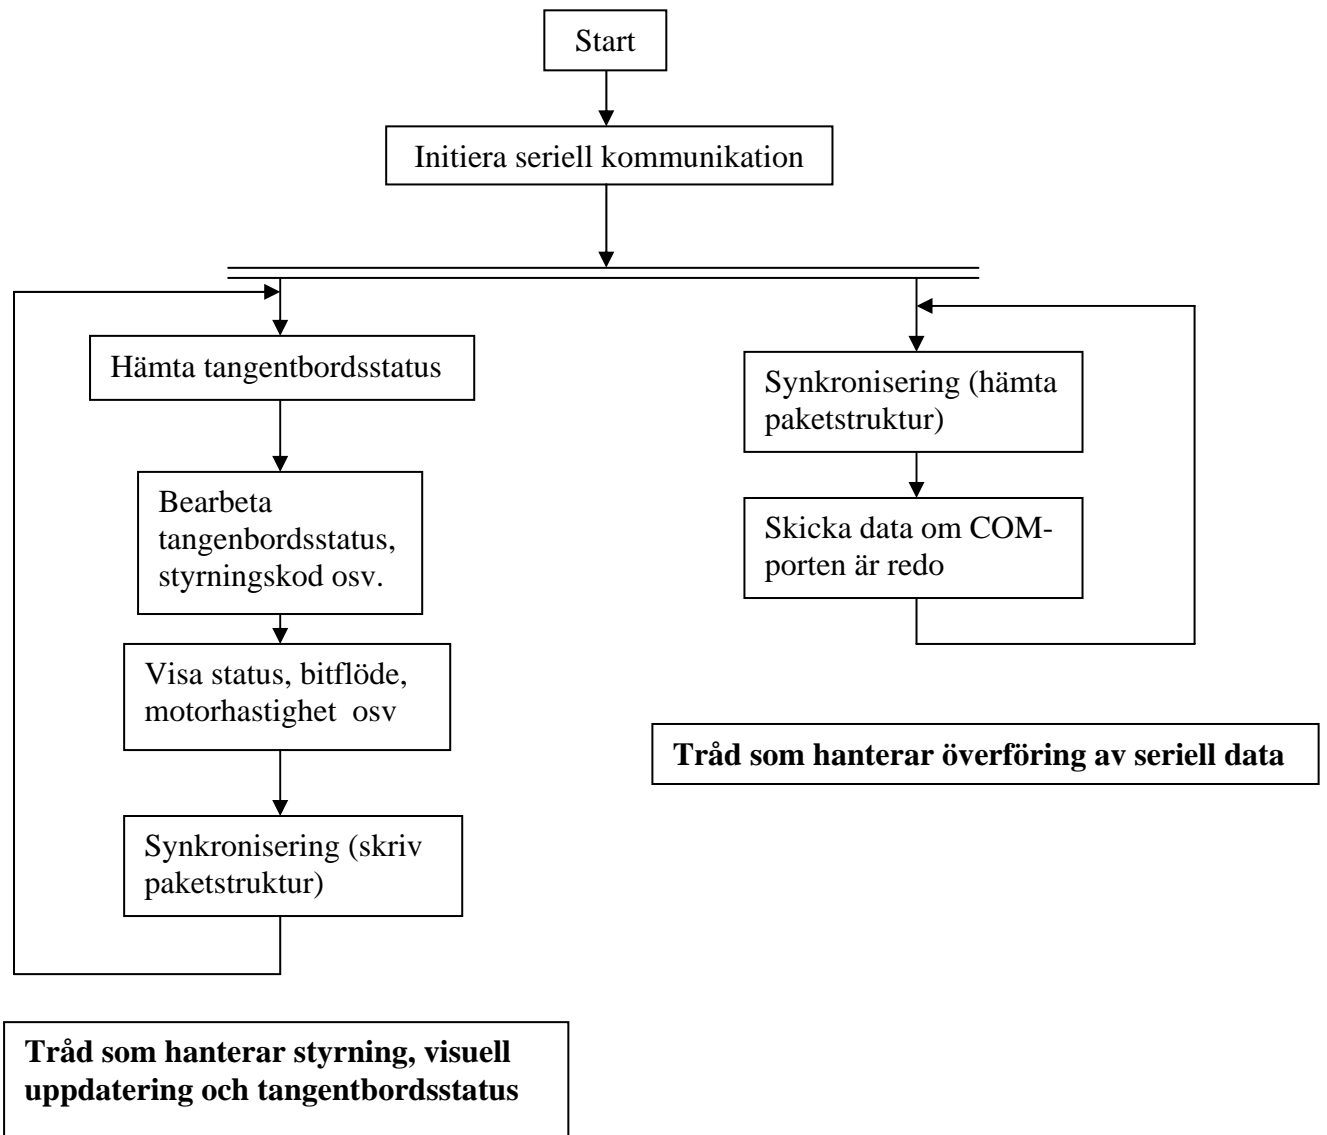 Start
Initiera seriell kommunikation
Hämta tangentbordsstatus
Bearbeta
tangenbordsstatus,
styrningskod osv.
Visa status, bitflöde,
motorhastighet  osv
Synkronisering (skriv
paketstruktur)
Tråd som hanterar styrning, visuell
uppdatering och tangentbordsstatus
Synkronisering (hämta
paketstruktur)
Skicka data om COM-
porten är redo
Tråd som hanterar överföring av seriell data